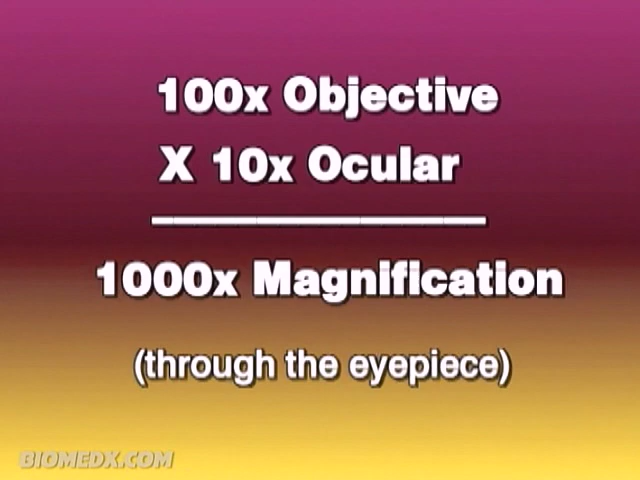 100x Objective
X 10x Ocular
1000x Magnification
(through the eyepiece)
BIOMEDX.COM